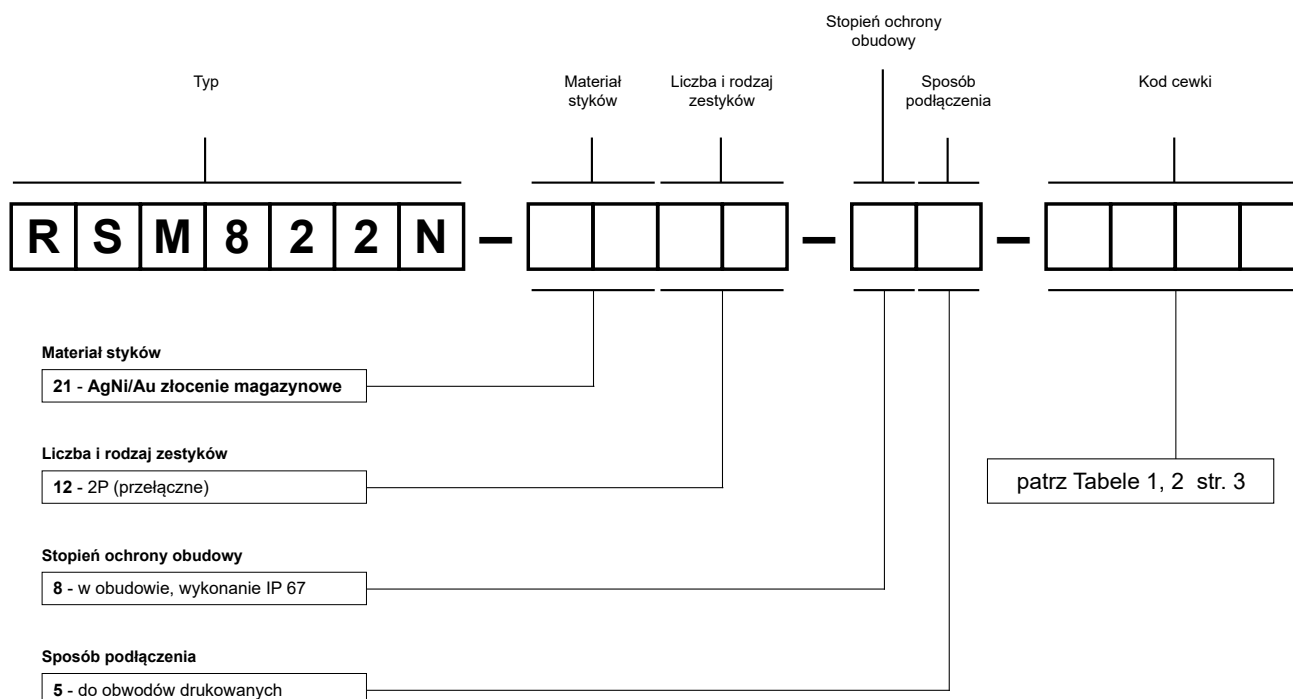 Stopień ochrony
obudowy
Typ
Materiał
styków
Liczba i rodzaj
zestyków
Sposób
podłączenia
Kod cewki
R S M 8 2 2 N – – –
Materiał styków
21 - AgNi/Au złocenie magazynowe
Liczba i rodzaj zestyków
12 - 2P (przełączne)
patrz Tabele 1, 2 str. 3
Stopień ochrony obudowy
8 - w obudowie, wykonanie IP 67
Sposób podłączenia
5 - do obwodów drukowanych